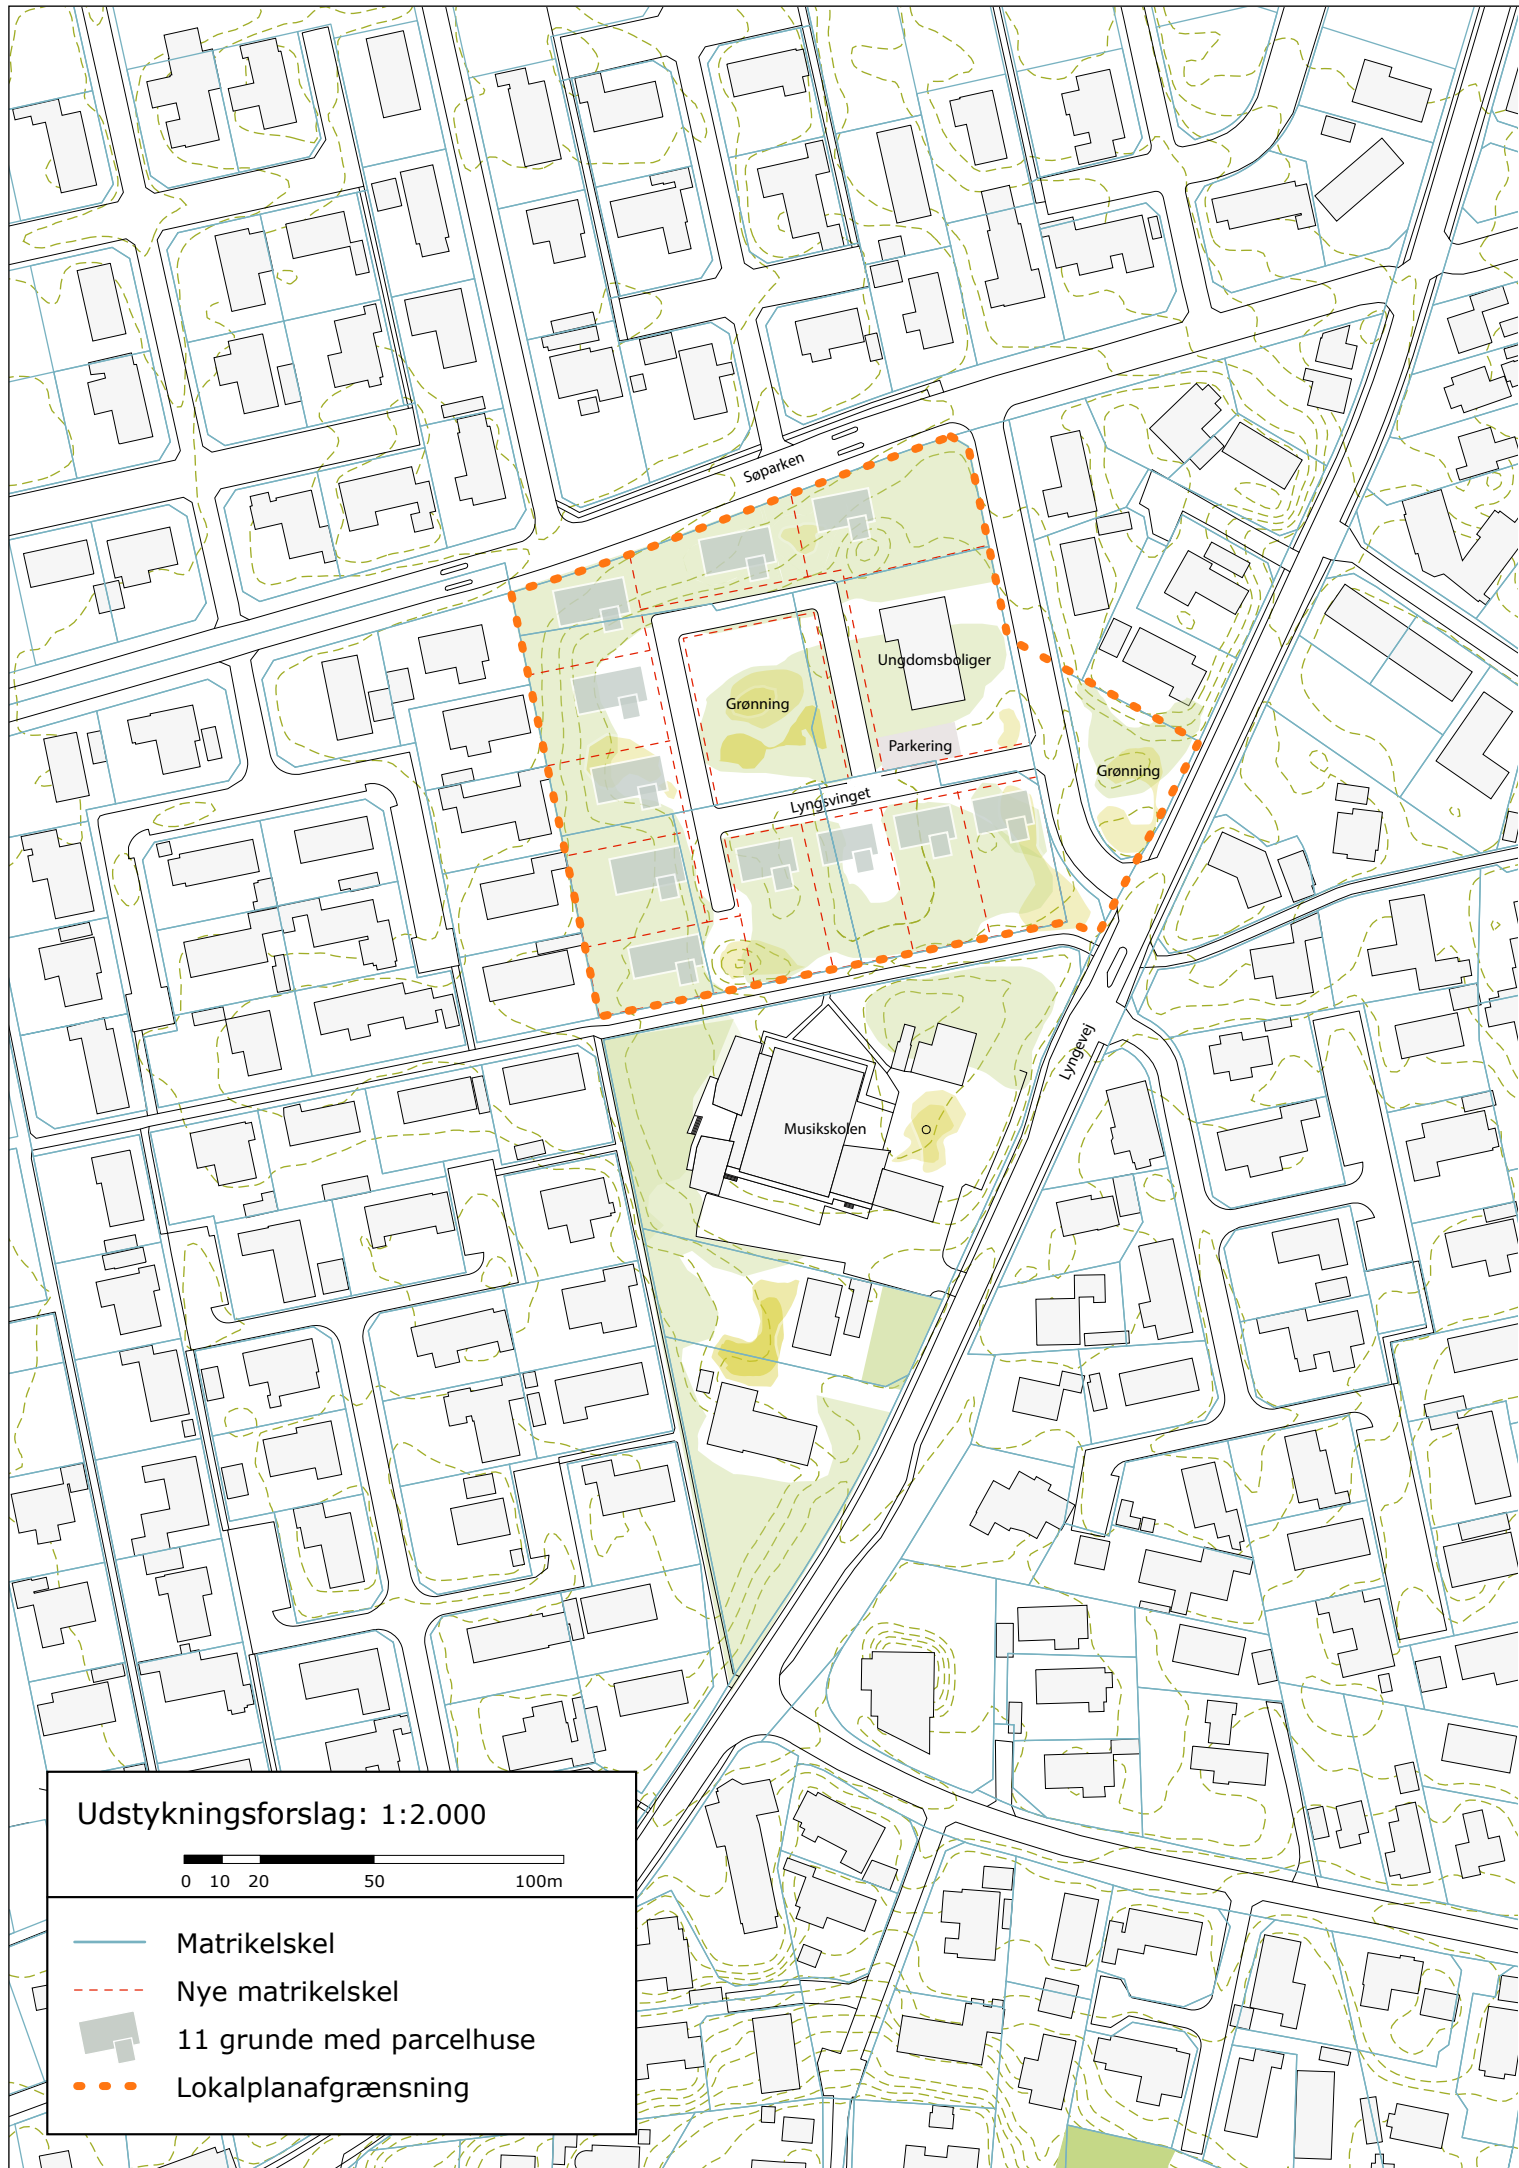 Søparken
Ungdomsboliger
Grønning
Parkering
Grønning
Lyngsvinget
Lyngevej
Musikskolen
Udstykningsforslag: 1:2.000
0 10 20 50 100m
Matrikelskel
Nye matrikelskel
11 grunde med parcelhuse
Lokalplanafgrænsning